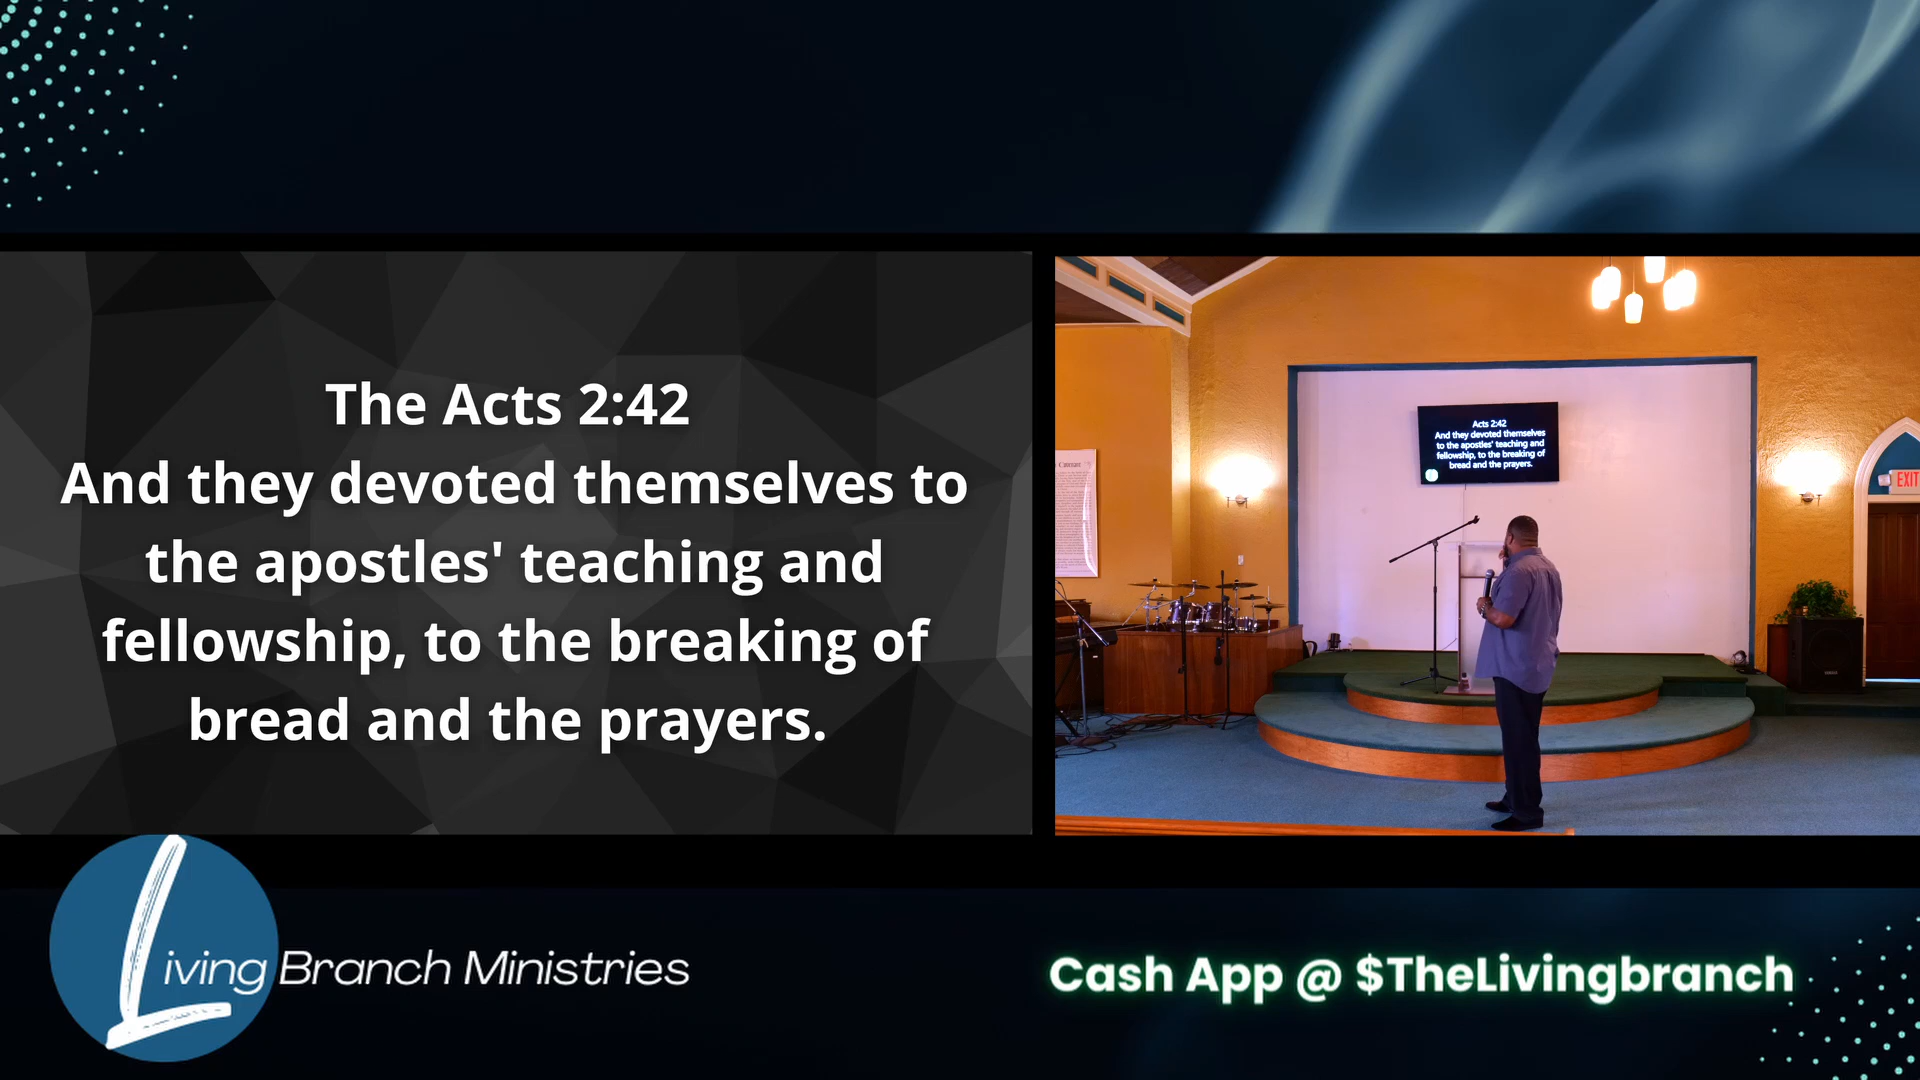 The Acts 2:42
And they devoted themselves to
the apostles' teaching and
fellowship, to the breaking of
bread and the prayers.
Acts 2:42
And they devoted themselves
to the apostles' teaching and
fellowship, to the breaking of
bread and the prayers.
EXIT
Living Branch Ministries
Cash App @ $TheLivingbranch